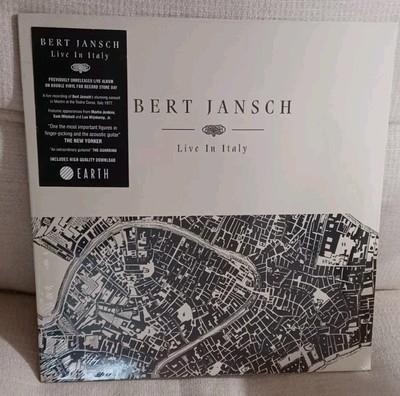 BERT JANSCH
Live In Italy
PREVIOUSLY UNRELEASED LIVE ALBUM
ON DOUBLE VINYL FOR RECORD STORE DAY
A live recording of Bert Jansch's stunning concert
in Mestre at the Teatro Corso, Italy 1977.
Features appearances from Martin Jenkins,
"One of the most important figures in
finger-picking and the acoustic guitar"
THE NEW YORKER
"An extraordinary guitarist" THE GUARDIAN
INCLUDES HIGH QUALITY DOWNLOAD
EARTH
BERT JANSCH
Live In Italy